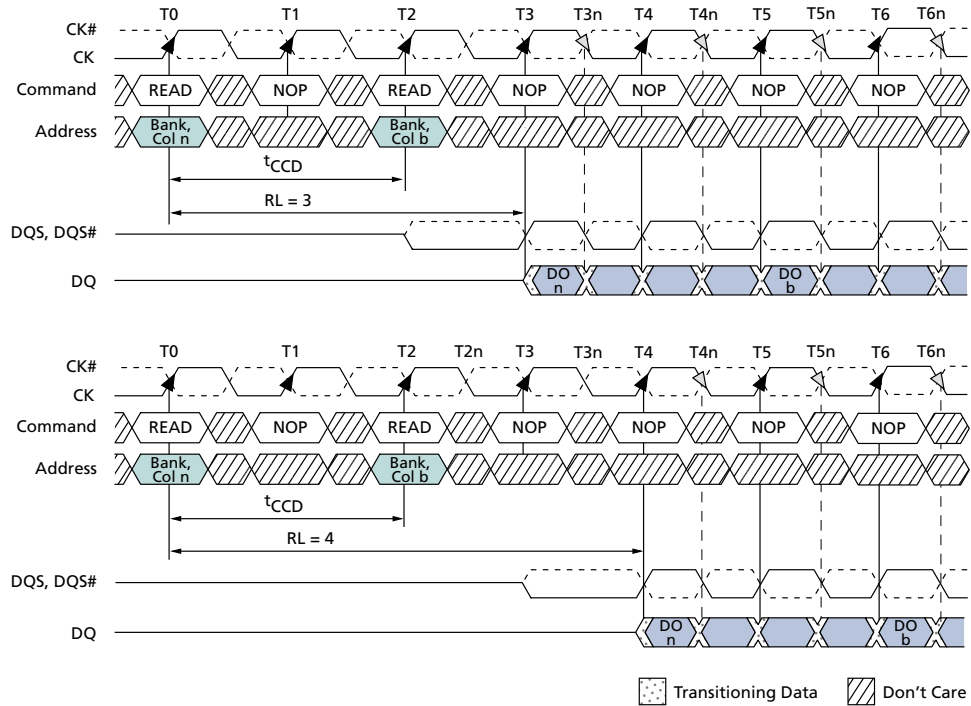 T0 T1 T2 T3 T3n T4 T4n T5 T5n T6 T6n
CK#
CK
Command READ NOP READ NOP NOP NOP NOP
Address Bank, Col n Bank, Col b
tCCD
RL = 3
DQS, DQS#
DQ DO n DO b
T0 T1 T2 T2n T3 T3n T4 T4n T5 T5n T6 T6n
CK#
CK
Command READ NOP READ NOP NOP NOP NOP
Address Bank, Col n Bank, Col b
tCCD
RL = 4
DQS, DQS#
DQ DO n DO b
Transitioning Data Don't Care